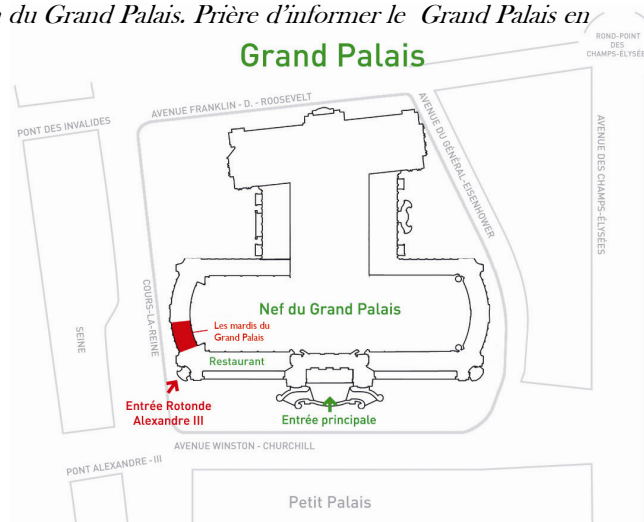 du Grand Palais. Prière d’informer le Grand Palais en
Grand Palais
ROND-POINT
DES
CHAMPS-ÉLYSÉE
AVENUE FRANKLIN - D. - ROOSEVELT
PONT DES INVALIDES
AVENUE DU GÉNÉRAL-EISENHOWER
AVENUE DES CHAMPS-ÉLYSÉES
COURS-LA-REINE
SEINE
Nef du Grand Palais
Les mardis du
Grand Palais
Restaurant
Entrée Rotonde
Alexandre III
Entrée principale
AVENUE WINSTON - CHURCHILL
PONT ALEXANDRE - III
Petit Palais